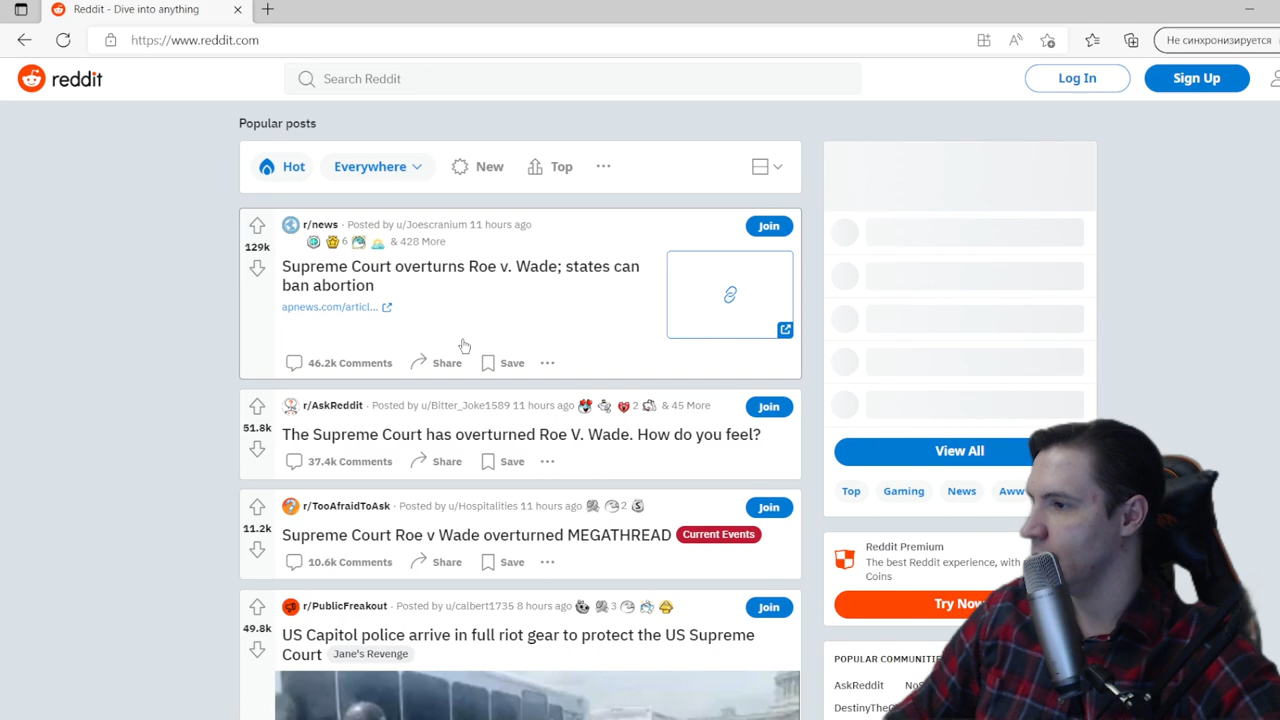 Reddit - Dive into anything
https://www.reddit.com
Не синхронизируется
reddit
Search Reddit
Log In
Sign Up
Popular posts
Hot
Everywhere
New
Top
r/news · Posted by u/Joescranium 11 hours ago
Join
129k
6
& 428 More
Supreme Court overturns Roe v. Wade; states can
ban abortion
apnews.com/articl...
46.2k Comments
Share
Save
r/AskReddit · Posted by u/Bitter_Joke1589 11 hours ago
2
& 45 More
Join
51.8k
The Supreme Court has overturned Roe V. Wade. How do you feel?
37.4k Comments
Share
Save
View All
Top
Gaming
News
r/TooAfraidToAsk · Posted by u/Hospitalities 11 hours ago
2
Join
11.2k
Supreme Court Roe v Wade overturned MEGATHREAD
Current Events
10.6k Comments
Share
Save
Reddit Premium
The best Reddit experience, with
Coins
Try Now
r/PublicFreakout · Posted by u/calbert1735 8 hours ago
3
Join
49.8k
US Capitol police arrive in full riot gear to protect the US Supreme
Court
Jane's Revenge
POPULAR COMMUNITIE
AskReddit